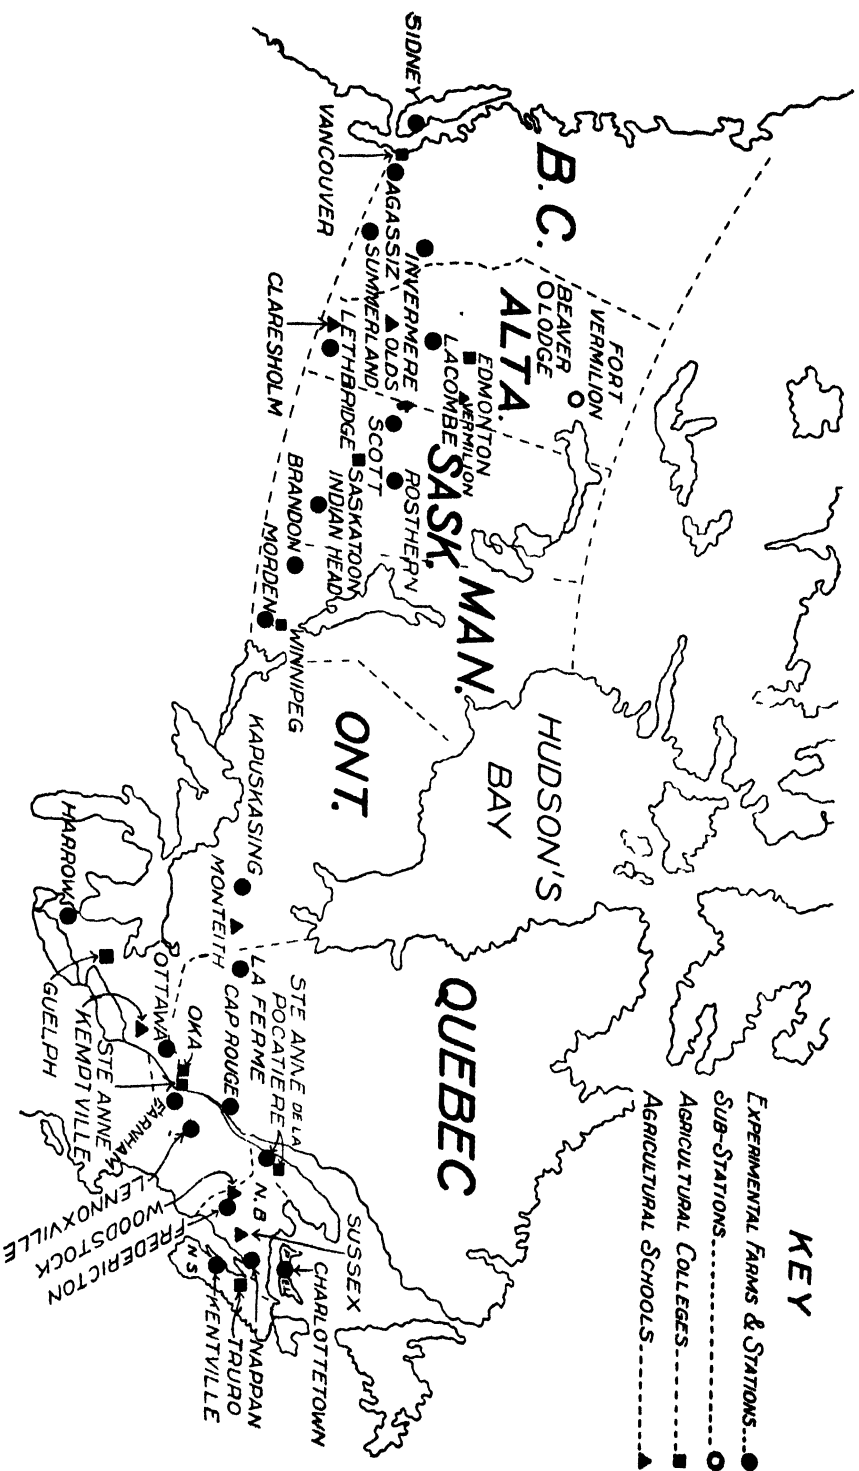 KEY
EXPERIMENTAL FARMS & STATIONS
SUB-STATIONS
AGRICULTURAL COLLEGES
AGRICULTURAL SCHOOLS
B.C.
ALTA.
SASK.
MAN.
ONT.
QUEBEC
HUDSON'S
BAY
SIDNEY
VANCOUVER
AGASSIZ
SUMMERLAND
INVERMERE
FORT
VERMILION
BEAVER
LODGE
EDMONTON
VERMILION
LACOMBE
OLDS
LETHBRIDGE
CLARESHOLM
SCOTT
ROSTHERN
SASKATOON
INDIAN HEAD
BRANDON
MORDEN
WINNIPEG
KAPUSKASING
MONTEITH
HARROW
GUELPH
KEMPTVILLE
OTTAWA
OKA
STE ANNE
LA FERME
CAP ROUGE
STE ANNE DE LA
POCATIERE
FARNHAM
LENNOXVILLE
WOODSTOCK
FREDERICTON
N.B
SUSSEX
CHARLOTTETOWN
NAPPAN
TRURO
KENTVILLE
N S